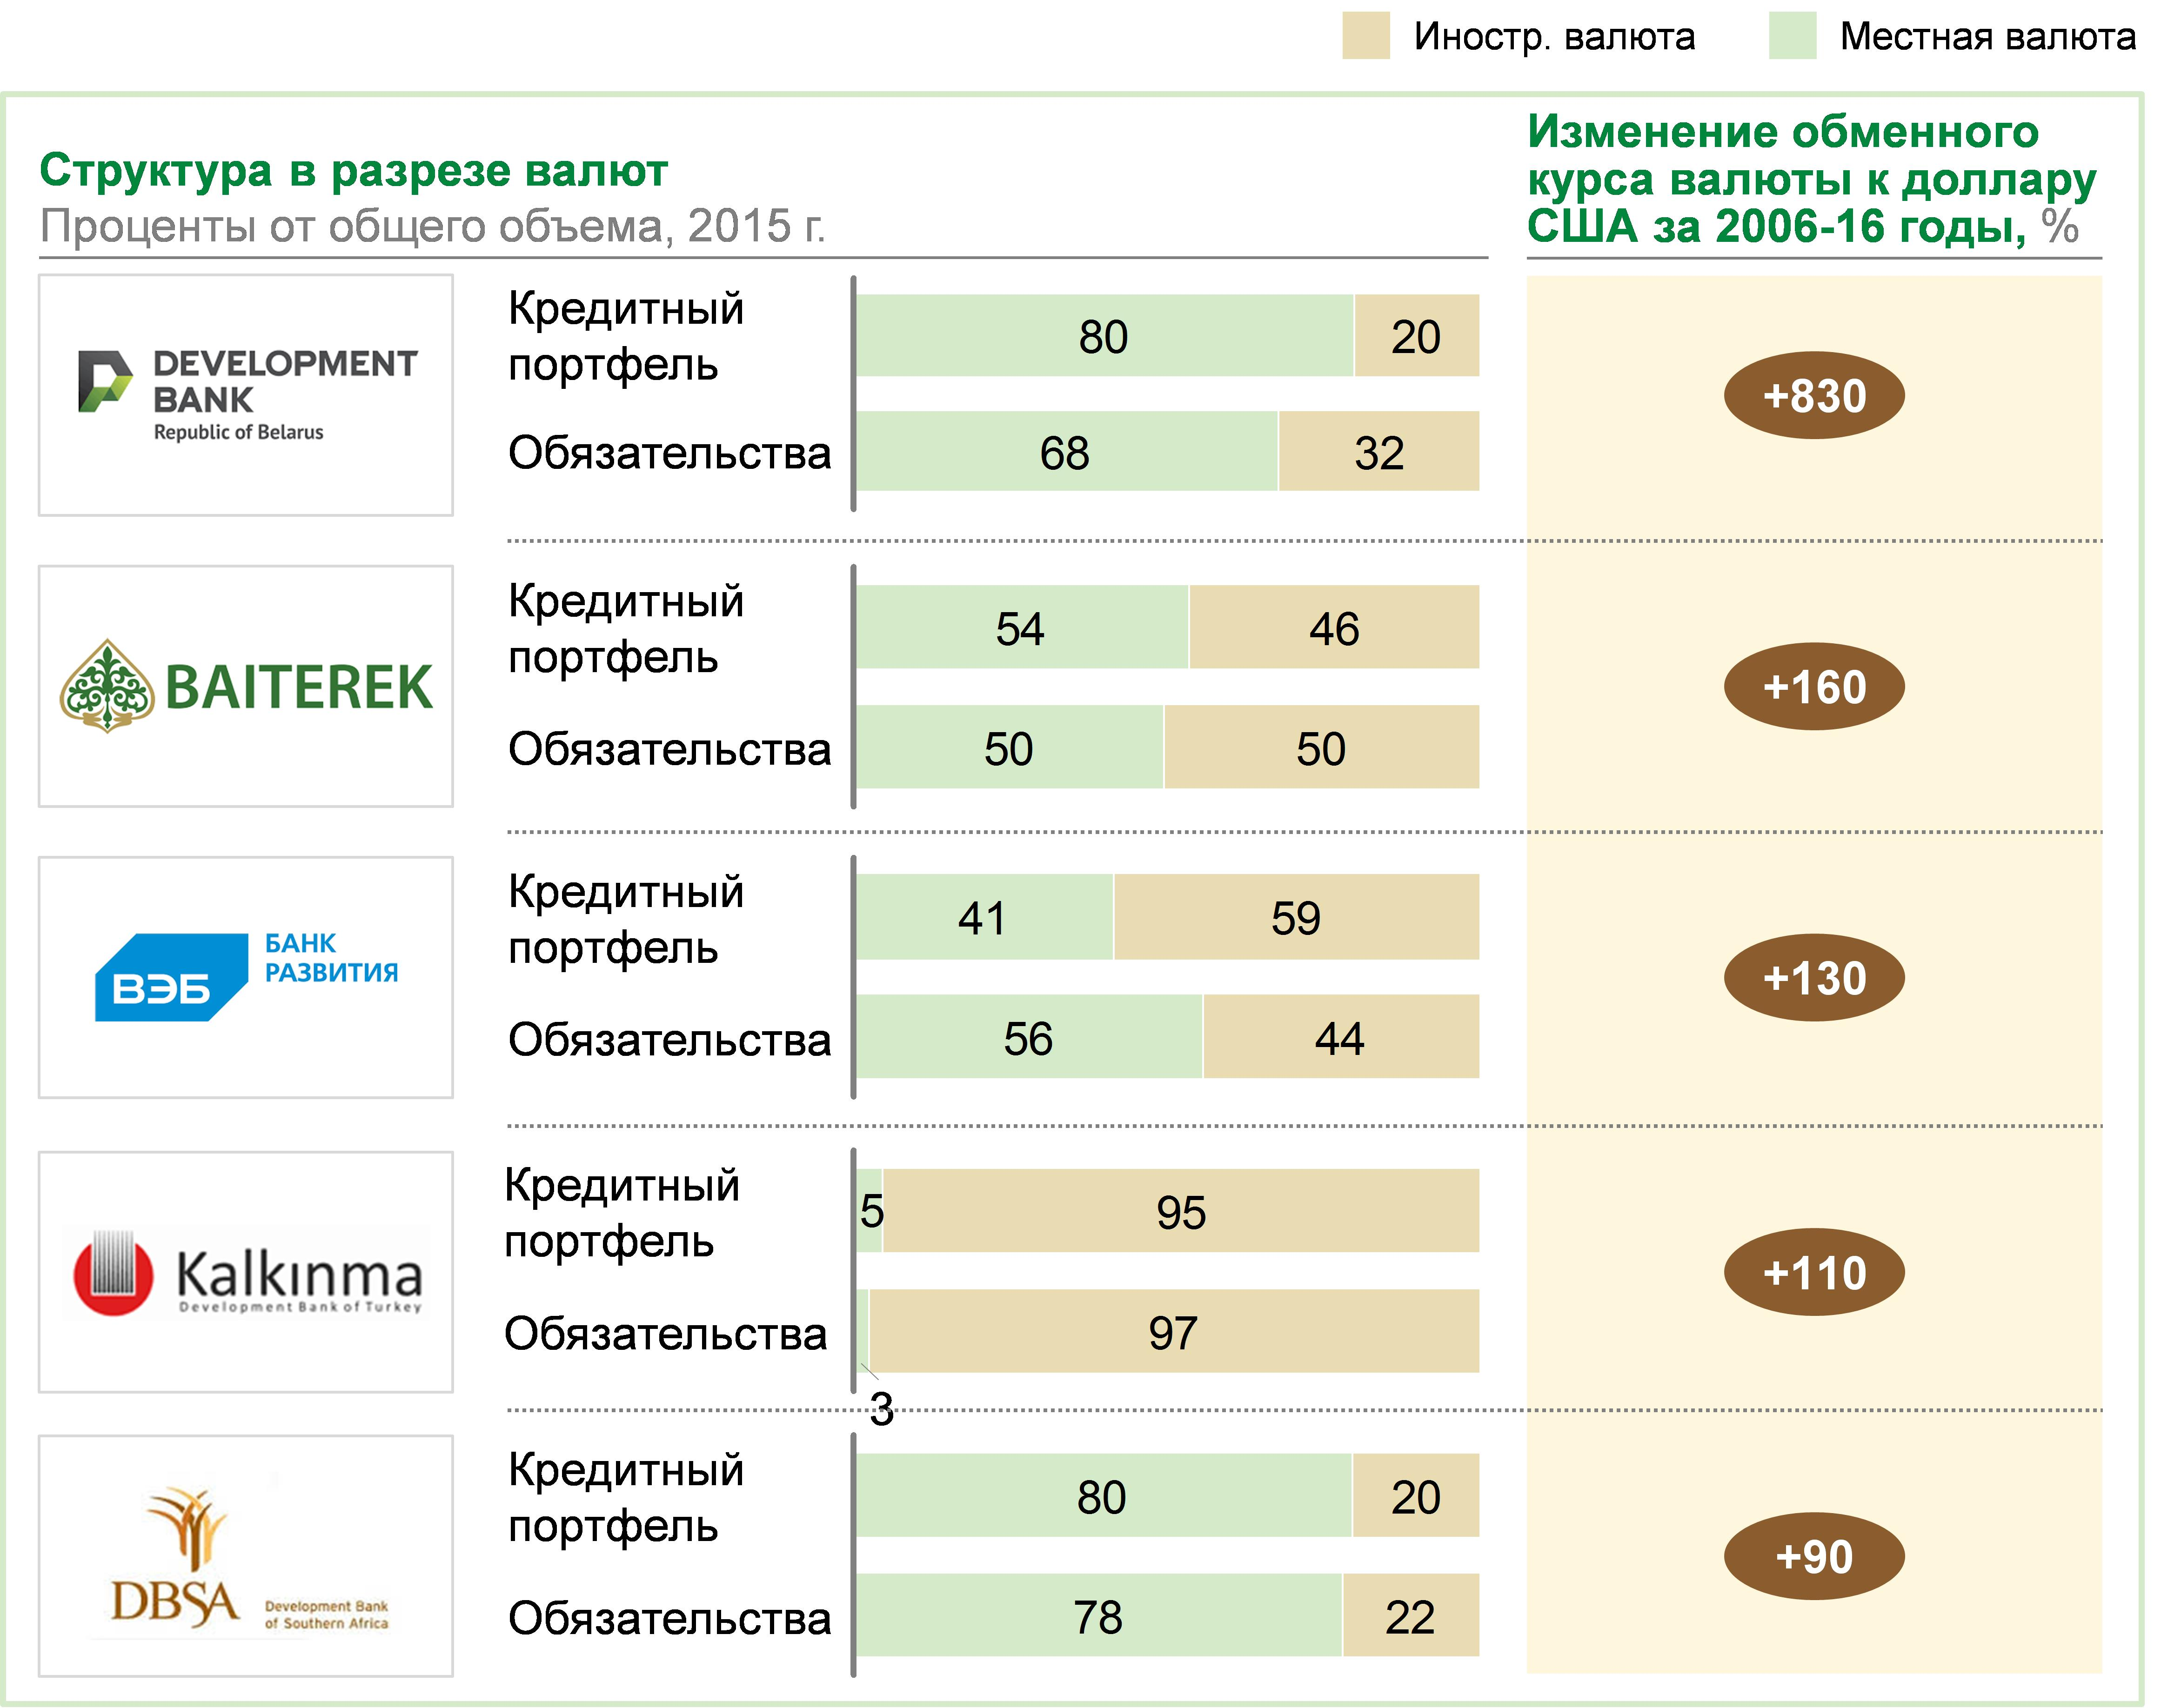 Иностр. валюта
Местная валюта
Структура в разрезе валют
Проценты от общего объема, 2015 г.
Изменение обменного
курса валюты к доллару
США за 2006-16 годы, %
DEVELOPMENT
BANK
Republic of Belarus
Кредитный
портфель
80
20
Обязательства
68
32
+830
BAITEREK
Кредитный
портфель
54
46
Обязательства
50
50
+160
ВЭБ
БАНК
РАЗВИТИЯ
Кредитный
портфель
41
59
Обязательства
56
44
+130
Kalkınma
Development Bank of Turkey
Кредитный
портфель
5
95
Обязательства
97
3
+110
DBSA
Development Bank
of Southern Africa
Кредитный
портфель
80
20
Обязательства
78
22
+90